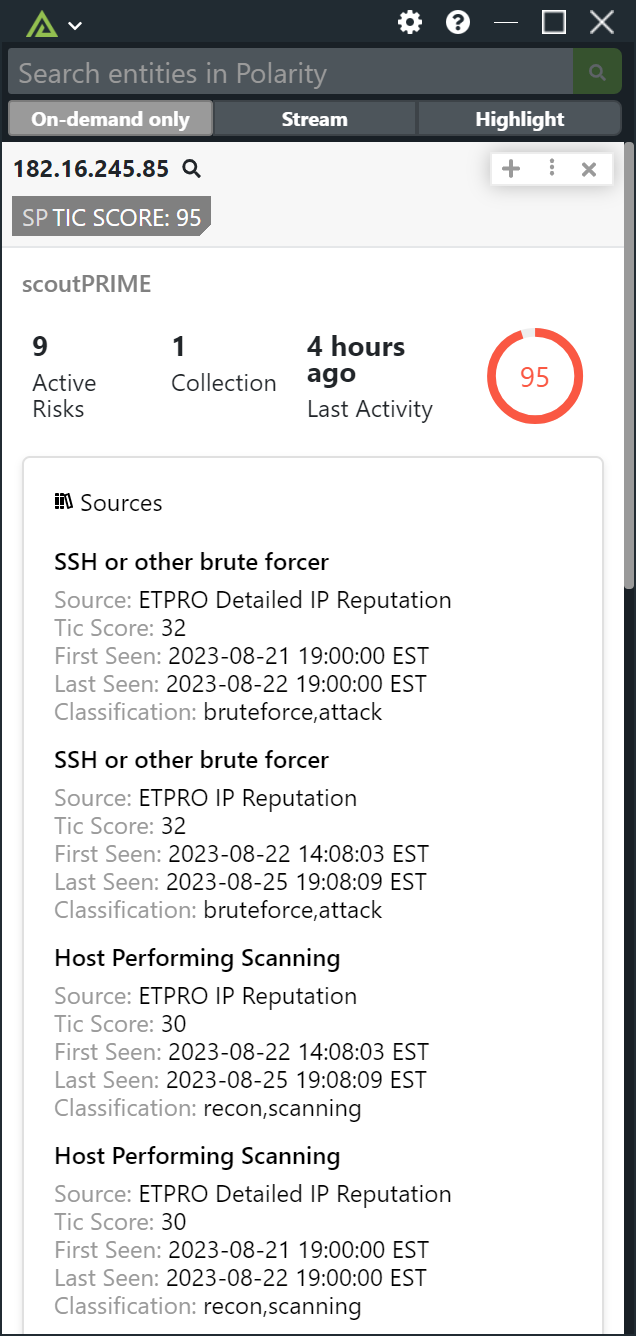 Search entities in Polarity
On-demand only Stream Highlight
182.16.245.85
SP TIC SCORE: 95
scoutPRIME
9
Active Risks
1
Collection
4 hours ago
Last Activity
95
Sources
SSH or other brute forcer
Source: ETPRO Detailed IP Reputation
Tic Score: 32
First Seen: 2023-08-21 19:00:00 EST
Last Seen: 2023-08-22 19:00:00 EST
Classification: bruteforce,attack
SSH or other brute forcer
Source: ETPRO IP Reputation
Tic Score: 32
First Seen: 2023-08-22 14:08:03 EST
Last Seen: 2023-08-25 19:08:09 EST
Classification: bruteforce,attack
Host Performing Scanning
Source: ETPRO IP Reputation
Tic Score: 30
First Seen: 2023-08-22 14:08:03 EST
Last Seen: 2023-08-25 19:08:09 EST
Classification: recon,scanning
Host Performing Scanning
Source: ETPRO Detailed IP Reputation
Tic Score: 30
First Seen: 2023-08-21 19:00:00 EST
Last Seen: 2023-08-22 19:00:00 EST
Classification: recon,scanning